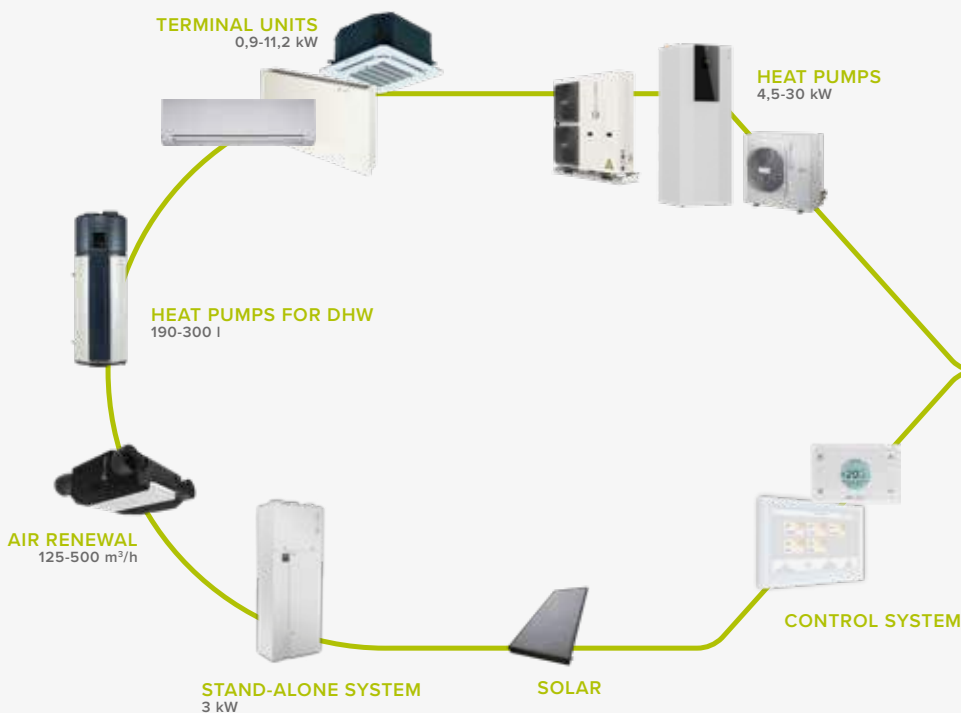 TERMINAL UNITS
0,9-11,2 kW
HEAT PUMPS
4,5-30 kW
HEAT PUMPS FOR DHW
190-300 l
AIR RENEWAL
125-500 m³/h
CONTROL SYSTEM
STAND-ALONE SYSTEM
3 kW
SOLAR